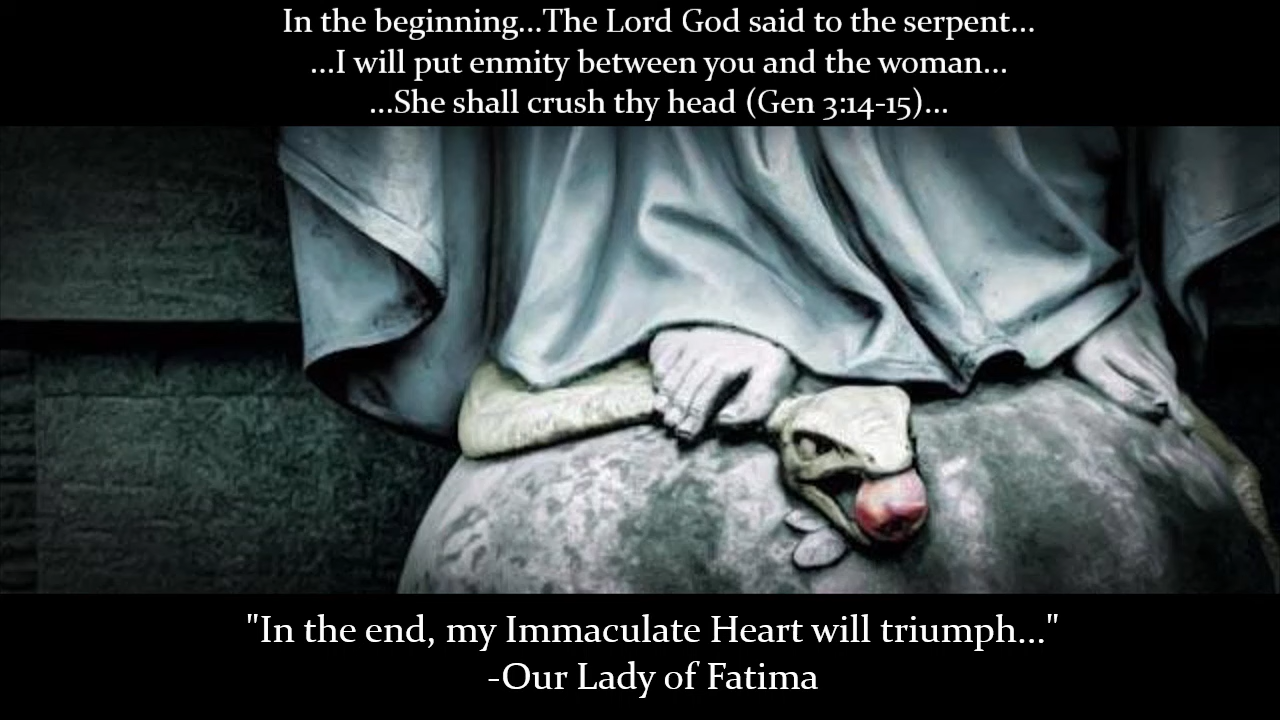 In the beginning...The Lord God said to the serpent...
...I will put enmity between you and the woman...
...She shall crush thy head (Gen 3:14-15)...
"In the end, my Immaculate Heart will triumph..."
-Our Lady of Fatima